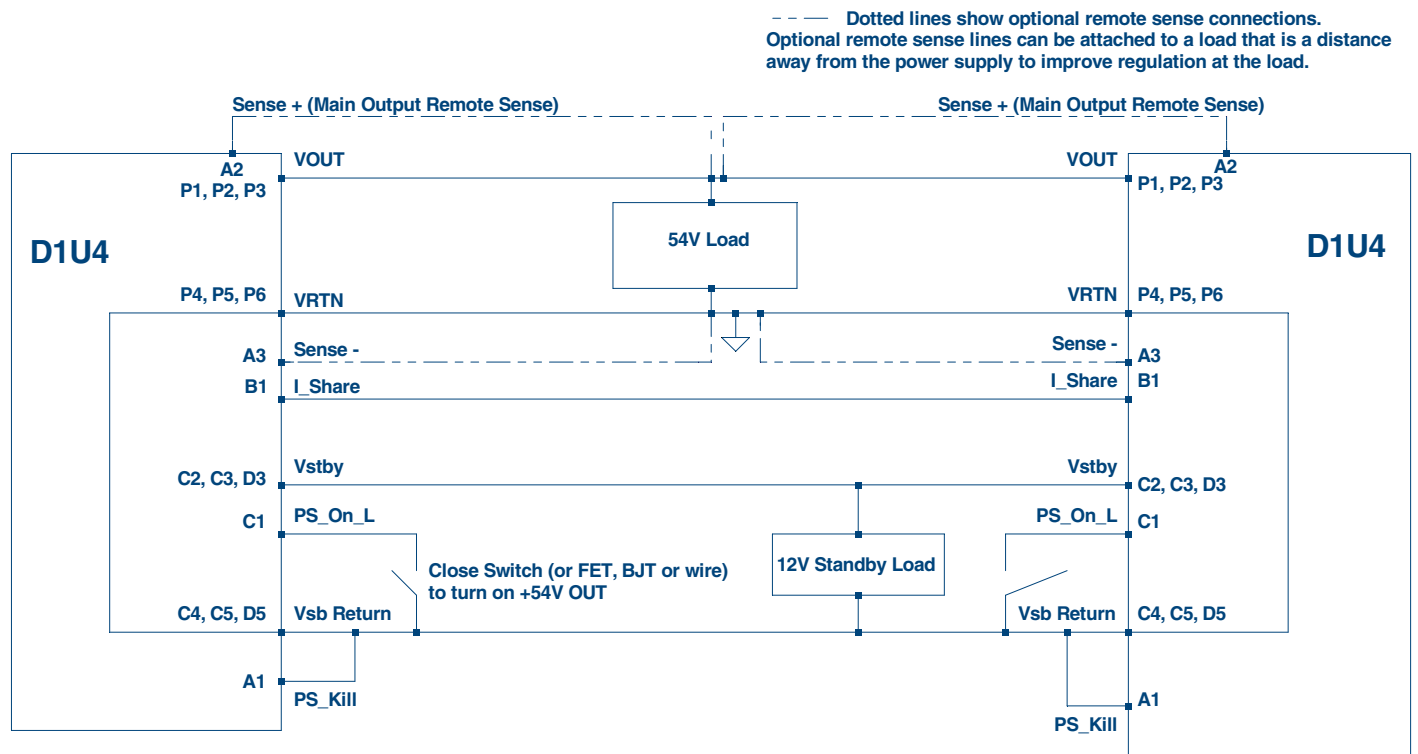 Dotted lines show optional remote sense connections.
Optional remote sense lines can be attached to a load that is a distance
away from the power supply to improve regulation at the load.
Sense + (Main Output Remote Sense)
Sense + (Main Output Remote Sense)
A2
VOUT
VOUT
A2
P1, P2, P3
P1, P2, P3
D1U4
54V Load
D1U4
P4, P5, P6
VRTN
VRTN
P4, P5, P6
A3
Sense -
Sense -
A3
B1
I_Share
I_Share
B1
C2, C3, D3
Vstby
Vstby
C2, C3, D3
C1
PS_On_L
PS_On_L
C1
Close Switch (or FET, BJT or wire)
to turn on +54V OUT
12V Standby Load
C4, C5, D5
Vsb Return
Vsb Return
C4, C5, D5
A1
PS_Kill
A1
PS_Kill